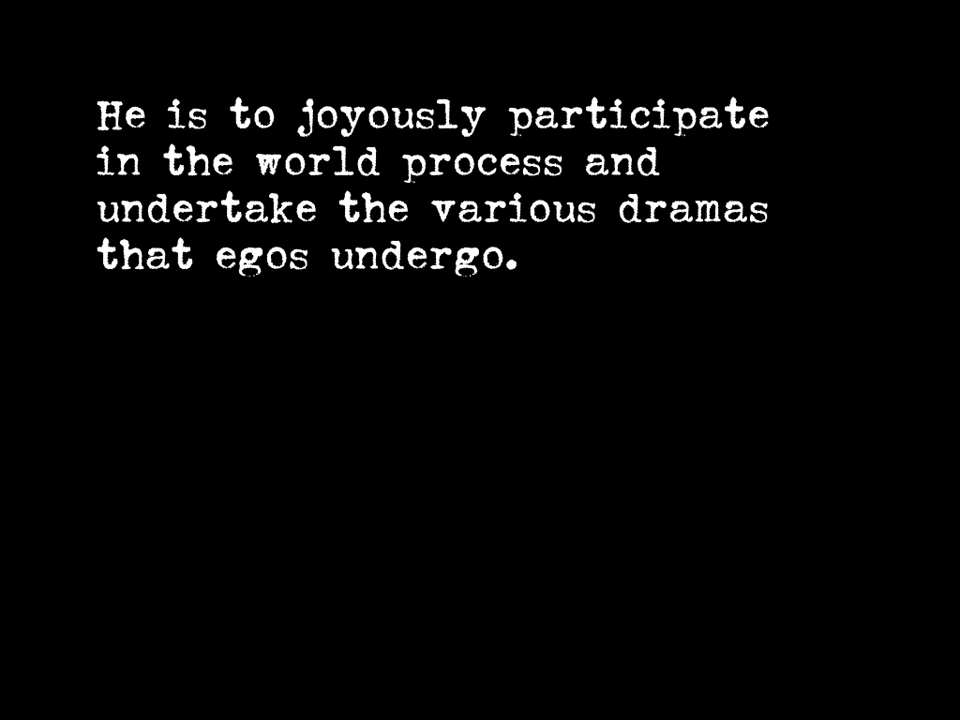 He is to joyously participate
in the world process and
undertake the various dramas
that egos undergo.